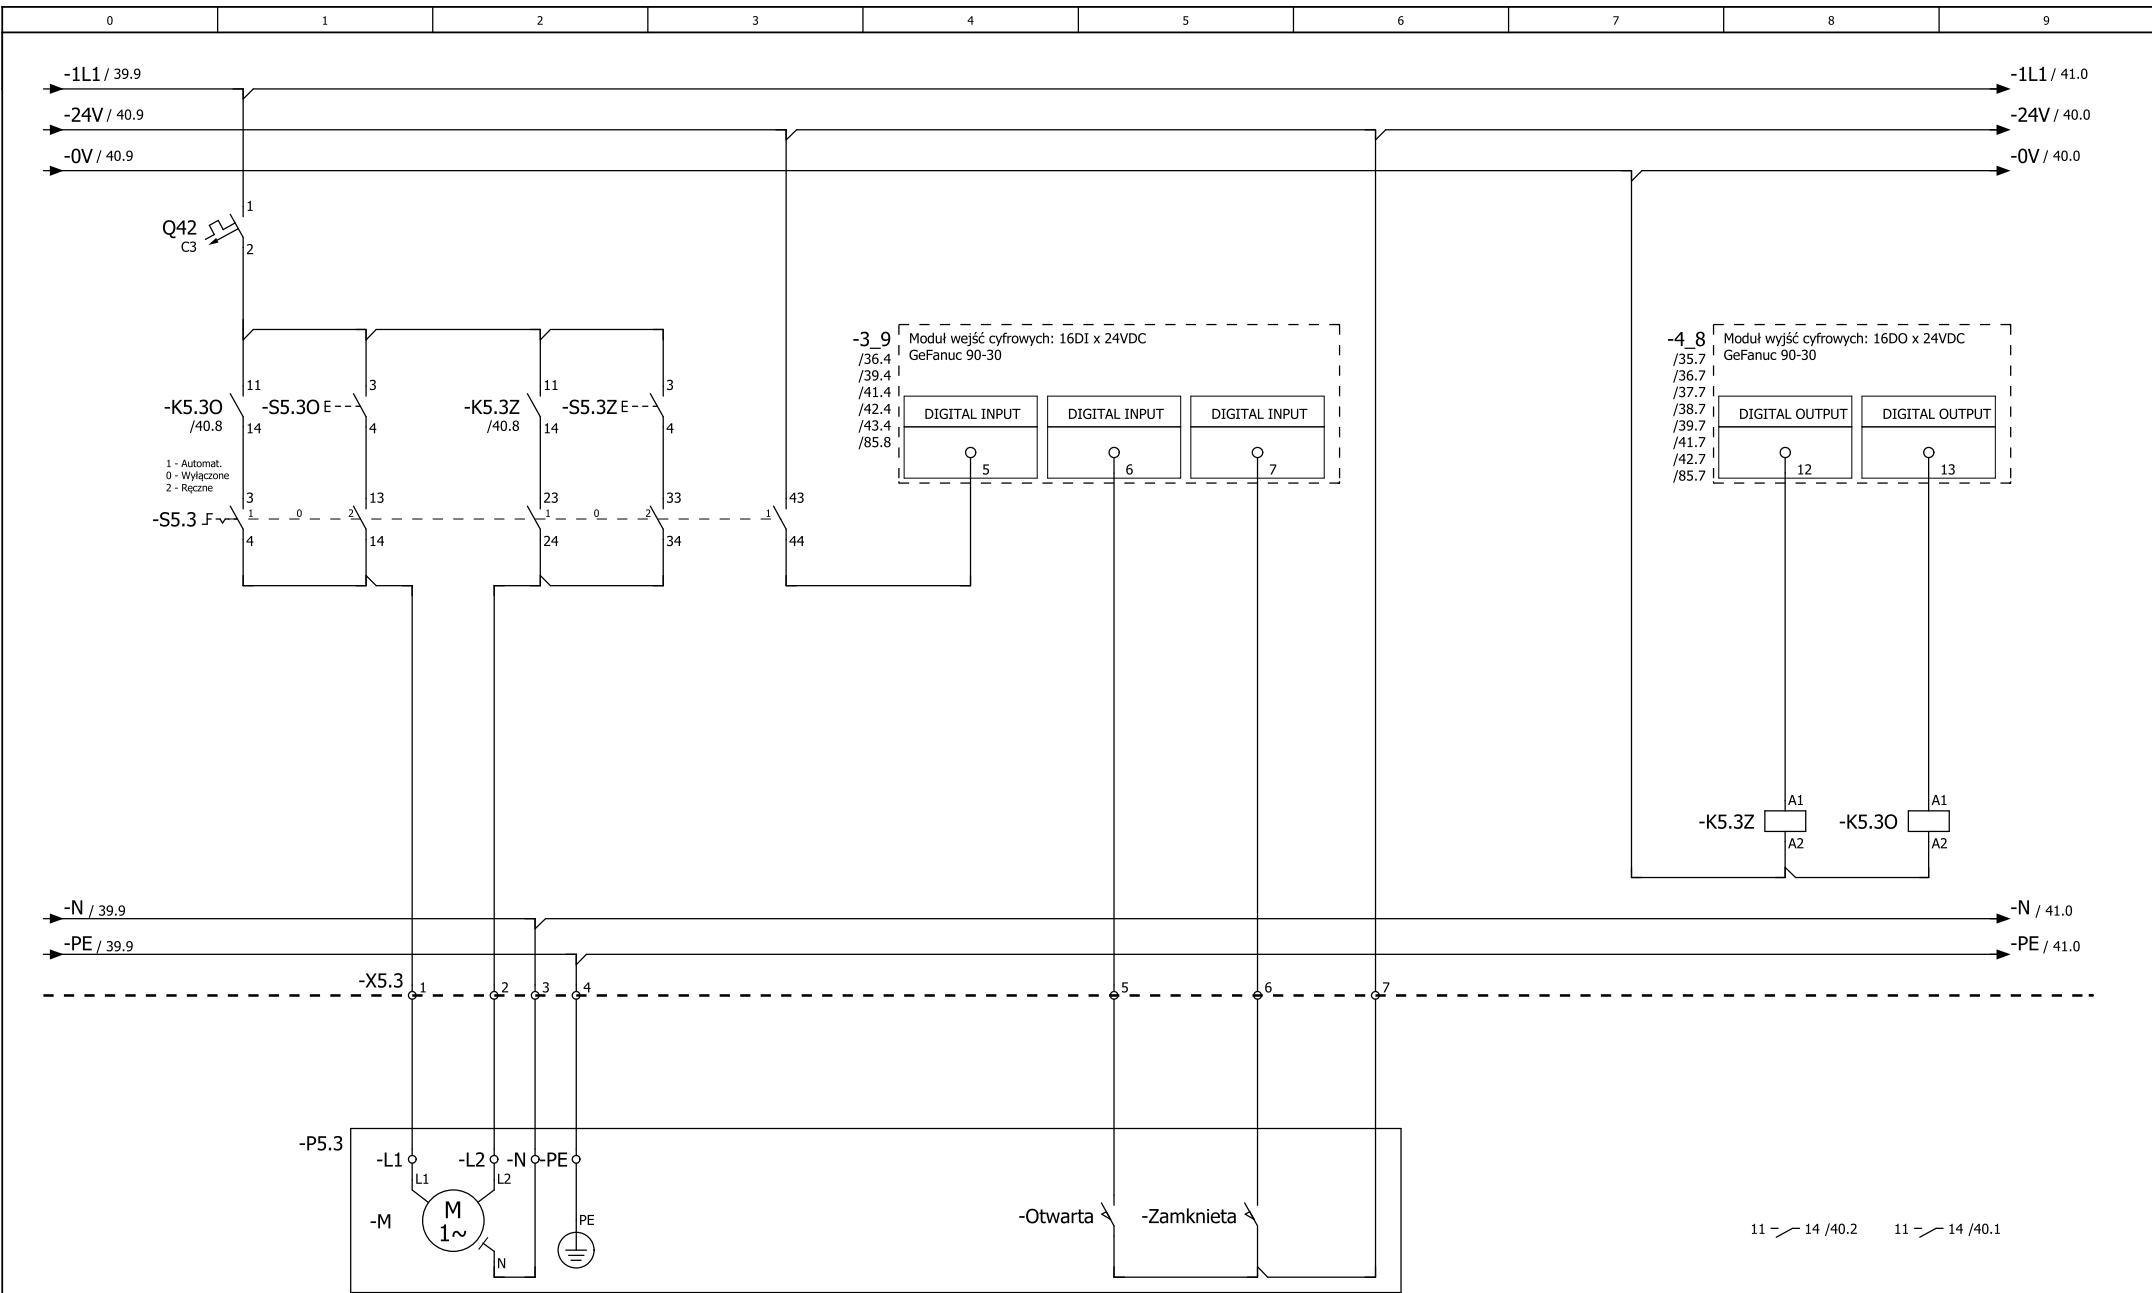 0 1 2 3 4 5 6 7 8 9
-1L1 / 39.9
-1L1 / 41.0
-24V / 40.9
-24V / 40.0
-0V / 40.9
-0V / 40.0
1
Q42
C3
2
-3_9
/36.4
/39.4
/41.4
/42.4
/43.4
/85.8
Moduł wejść cyfrowych: 16DI x 24VDC
GeFanuc 90-30
DIGITAL INPUT
DIGITAL INPUT
DIGITAL INPUT
5
6
7
-4_8
/35.7
/36.7
/37.7
/38.7
/39.7
/41.7
/42.7
/85.7
Moduł wyjść cyfrowych: 16DO x 24VDC
GeFanuc 90-30
DIGITAL OUTPUT
DIGITAL OUTPUT
12
13
11
-K5.3O
/40.8
14
3
-S5.3O
4
11
-K5.3Z
/40.8
14
3
-S5.3Z
4
1 - Automat.
0 - Wyłączone
2 - Ręczne
3 13 23 33 43
-S5.3 1 0 2 1 0 2 1
4 14 24 34 44
A1
-K5.3Z
A2
A1
-K5.3O
A2
-N / 39.9
-N / 41.0
-PE / 39.9
-PE / 41.0
-X5.3 1 2 3 4 5 6 7
-P5.3
-L1 -L2 -N -PE
L1 L2
-M
M
1~
N
PE
-Otwarta
-Zamknieta
11 14 /40.2
11 14 /40.1